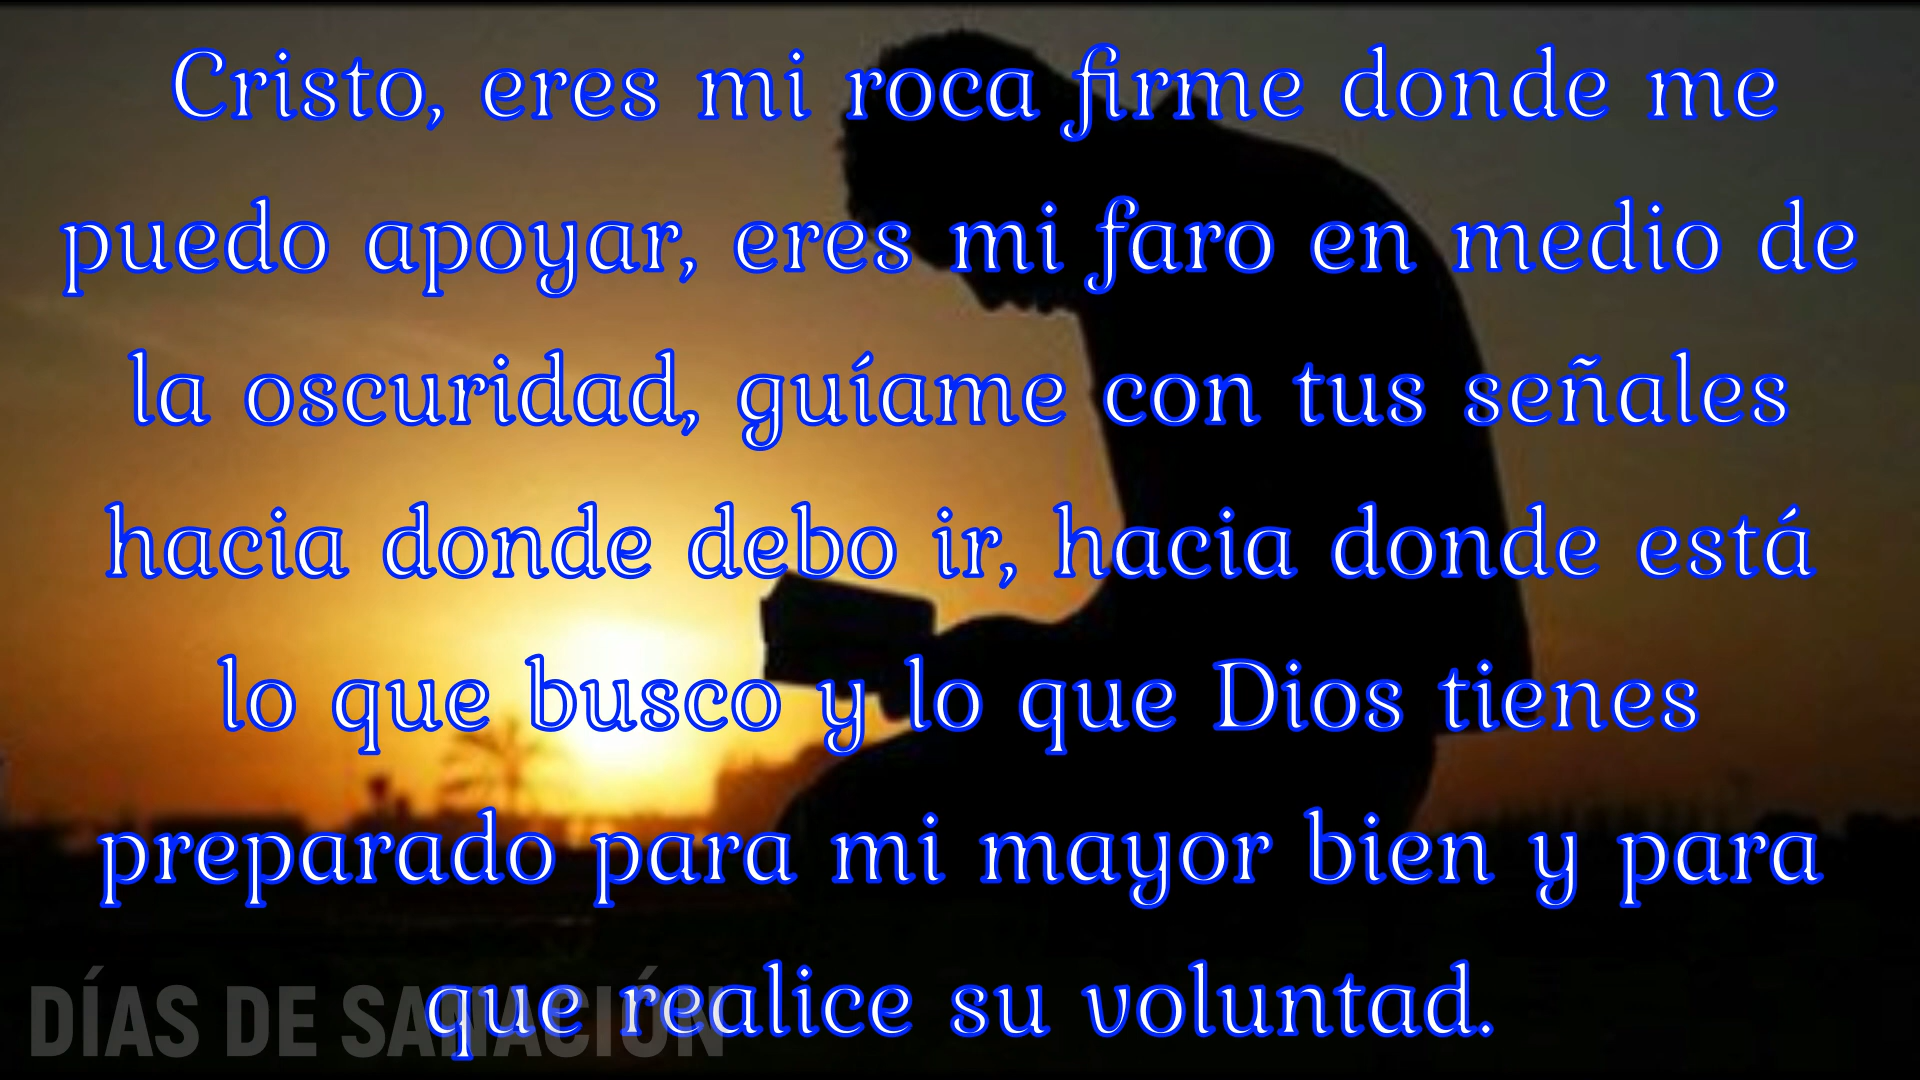 Cristo, eres mi roca firme donde me
puedo apoyar, eres mi faro en medio de
la oscuridad, guíame con tus señales
hacia donde debo ir, hacia donde está
lo que busco y lo que Dios tienes
preparado para mi mayor bien y para
que realice su voluntad.
DÍAS DE SANACIÓN